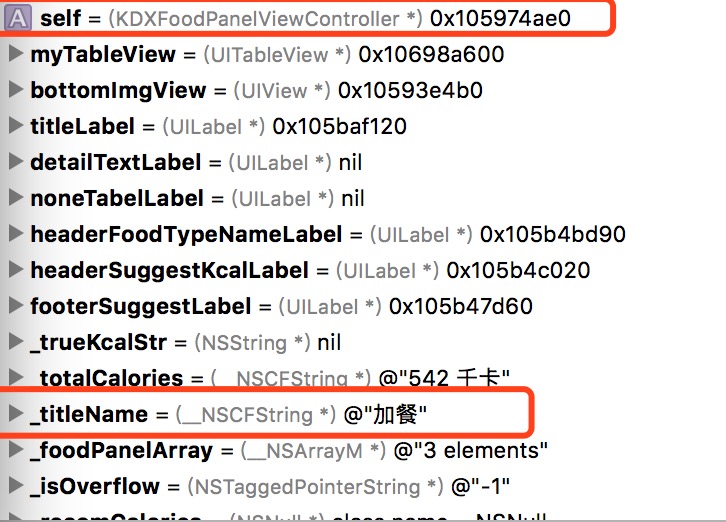 A self = (KDXFoodPanelViewController *) 0x105974ae0
myTableView = (UITableView *) 0x10698a600
bottomImgView = (UIView *) 0x10593e4b0
titleLabel = (UILabel *) 0x105baf120
detailTextLabel = (UILabel *) nil
noneTabelLabel = (UILabel *) nil
headerFoodTypeNameLabel = (UILabel *) 0x105b4bd90
headerSuggestKcalLabel = (UILabel *) 0x105b4c020
footerSuggestLabel = (UILabel *) 0x105b47d60
_trueKcalStr = (NSString *) nil
_totalCalories = (__NSCFString *) @"542 千卡"
_titleName = (__NSCFString *) @"加餐"
_foodPanelArray = (__NSArrayM *) @"3 elements"
_isOverflow = (NSTaggedPointerString *) @"-1"